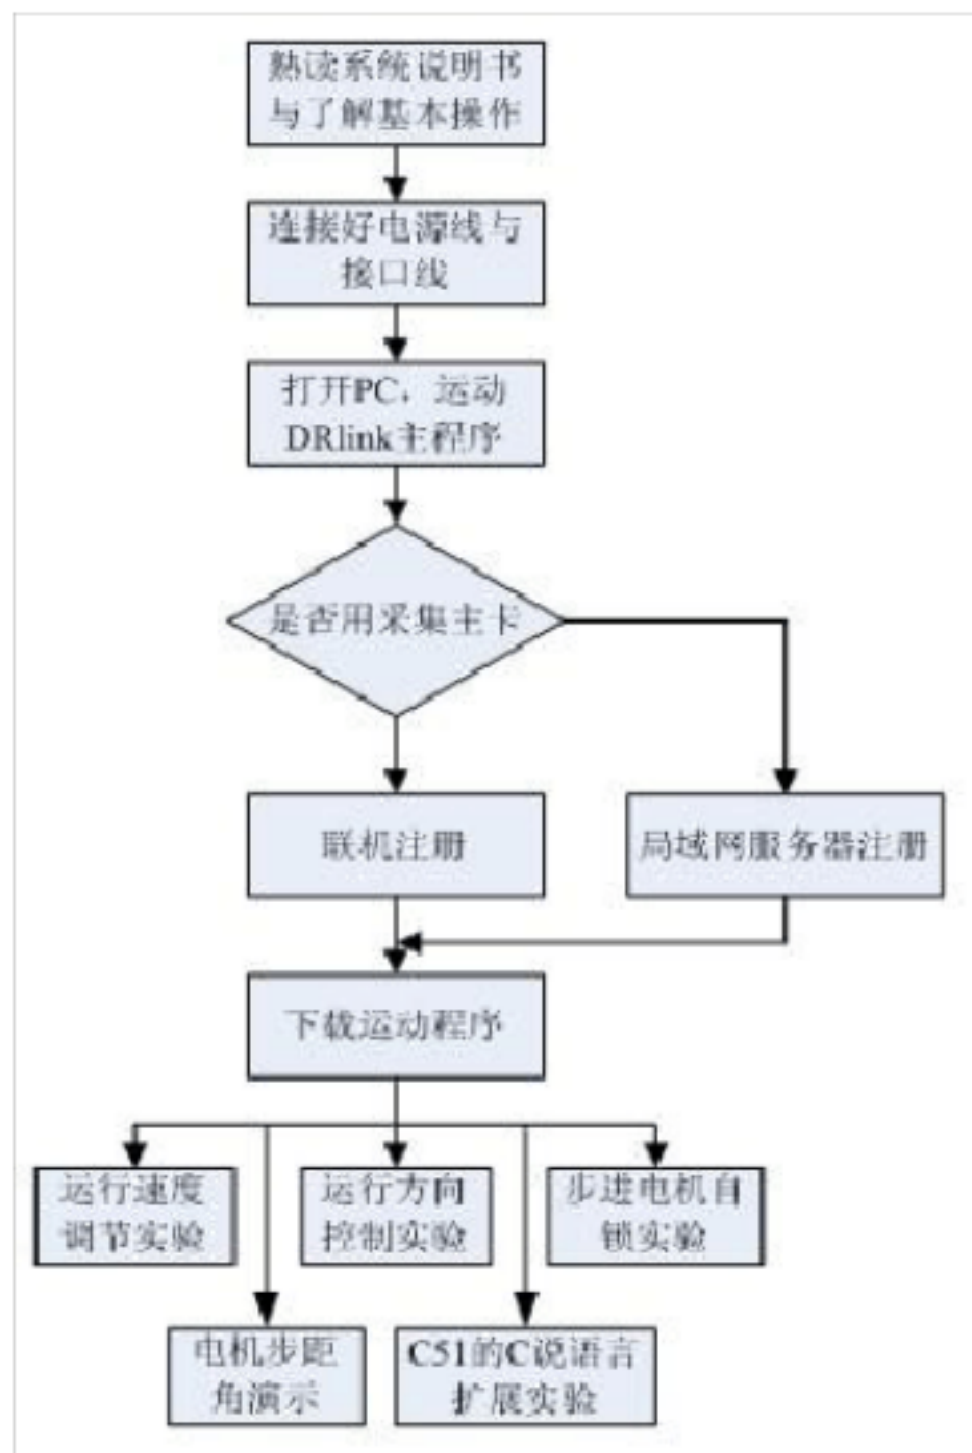 熟读系统说明书
与了解基本操作
连接好电源线与
接口线
打开PC，运动
DRlink主程序
是否用采集主卡
联机注册
局域网服务器注册
下载运动程序
运行速度
调节实验
运行方向
控制实验
步进电机自
锁实验
电机步距
角演示
C51的C说语言
扩展实验